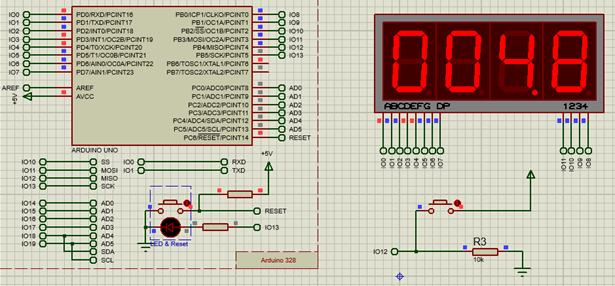 IO0 PD0/RXD/PCINT16 PB0/ICP1/CLKO/PCINT0 IO8
IO1 PD1/TXD/PCINT17 PB1/OC1A/PCINT1 IO9
IO2 PD2/INT0/PCINT18 PB2/SS/OC1B/PCINT2 IO10
IO3 PD3/INT1/OC2B/PCINT19 PB3/MOSI/OC2A/PCINT3 IO11
IO4 PD4/T0/XCK/PCINT20 PB4/MISO/PCINT4 IO12
IO5 PD5/T1/OC0B/PCINT21 PB5/SCK/PCINT5 IO13
IO6 PD6/AIN0/OC0A/PCINT22 PB6/TOSC1/XTAL1/PCINT6
IO7 PD7/AIN1/PCINT23 PB7/TOSC2/XTAL2/PCINT7
AREF AREF PC0/ADC0/PCINT8 AD0
+5V AVCC PC1/ADC1/PCINT9 AD1
PC2/ADC2/PCINT10 AD2
PC3/ADC3/PCINT11 AD3
PC4/ADC4/SDA/PCINT12 AD4
PC5/ADC5/SCL/PCINT13 AD5
PC6/RESET/PCINT14 RESET
ARDUINO UNO
IO10 SS IO0 RXD
IO11 MOSI IO1 TXD
IO12 MISO
IO13 SCK
+5V
IO14 AD0
IO15 AD1
IO16 AD2
IO17 AD3
IO18 AD4
IO19 AD5
SDA
SCL
RESET
IO13
LED & Reset
Arduino 328
004.8
ABCDEFG DP 1234
IO0 IO1 IO2 IO3 IO4 IO5 IO6 IO7 IO11 IO10 IO9 IO8
IO12
R3
10k